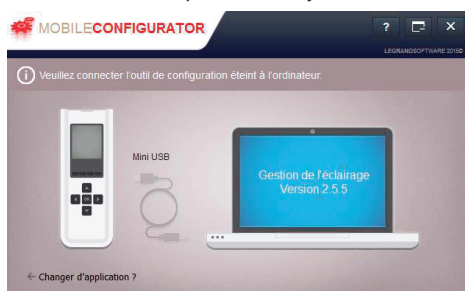 MOBILECONFIGURATOR
?
LEGRANDSOFTWARE 2015©
i Veuillez connecter l'outil de configuration éteint à l'ordinateur.
Mini USB
OK
Gestion de l'éclairage
Version 2.5.5
← Changer d'application ?